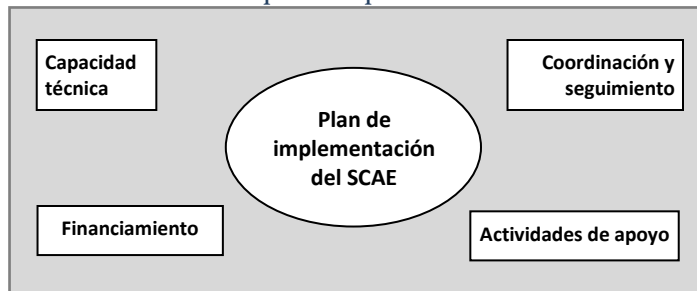 Capacidad
técnica
Coordinación y
seguimiento
Plan de
implementación
del SCAE
Financiamiento
Actividades de apoyo